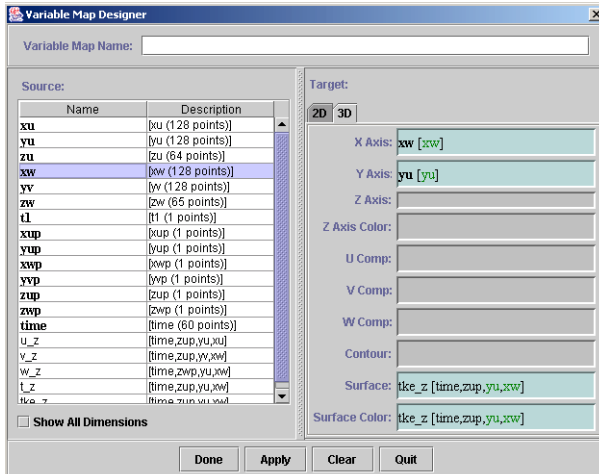 Variable Map Designer
Variable Map Name:
Source:
Name Description
xu [xu (128 points)]
yu [yu (128 points)]
zu [zu (64 points)]
xw [xw (128 points)]
yv [yv (128 points)]
zw [zw (65 points)]
t1 [t1 (1 points)]
xup [xup (1 points)]
yup [yup (1 points)]
xwp [xwp (1 points)]
yvp [yvp (1 points)]
zup [zup (1 points)]
zwp [zwp (1 points)]
time [time (60 points)]
u_z [time,zup,yu,xu]
v_z [time,zup,yv,xw]
w_z [time,zwp,yu,xw]
t_z [time,zup,yu,xw]
tke_z [time,zup,yu,xw]
Show All Dimensions
Target:
2D 3D
X Axis: xw [xw]
Y Axis: yu [yu]
Z Axis:
Z Axis Color:
U Comp:
V Comp:
W Comp:
Contour:
Surface: tke_z [time,zup,yu,xw]
Surface Color: tke_z [time,zup,yu,xw]
Done Apply Clear Quit